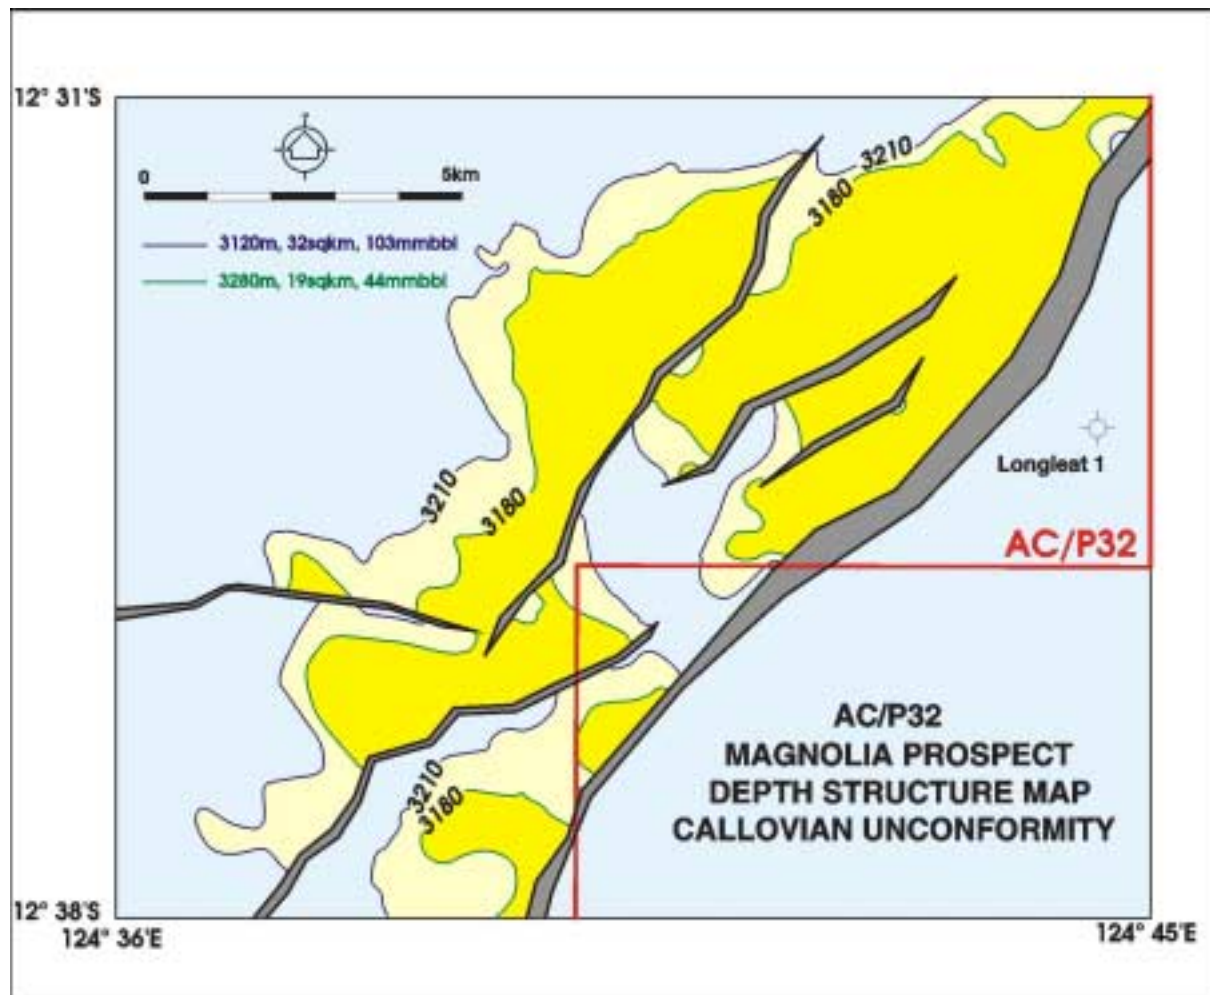 12° 31'S
0 5km
3120m, 32sqkm, 103mmbbl
3280m, 19sqkm, 44mmbbl
3210
3180
3210
3180
Longleat 1
AC/P32
AC/P32
MAGNOLIA PROSPECT
DEPTH STRUCTURE MAP
CALLOVIAN UNCONFORMITY
3210
3180
12° 38'S
124° 36'E
124° 45'E